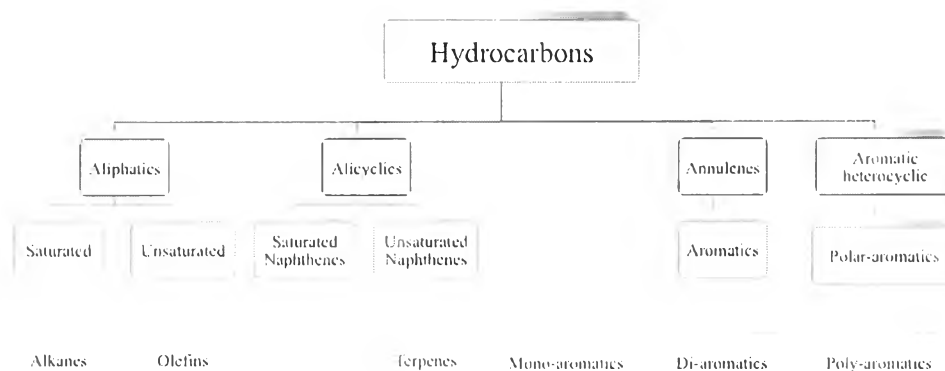 Hydrocarbons
Aliphatics
Alicyclics
Annulenes
Aromatic
heterocyclic
Saturated
Unsaturated
Saturated
Naphthenes
Unsaturated
Naphthenes
Aromatics
Polar-aromatics
Alkanes
Olefins
Terpenes
Mono-aromatics
Di-aromatics
Poly-aromatics